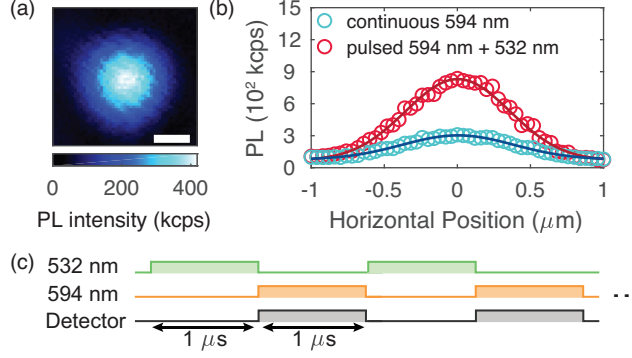 (a)
0 200 400
PL intensity (kcps)
(b)
continuous 594 nm
pulsed 594 nm + 532 nm
PL (10² kcps)
15
12
9
6
3
0
-1 -0.5 0 0.5 1
Horizontal Position (μm)
(c)
532 nm
594 nm
Detector
1 μs 1 μs